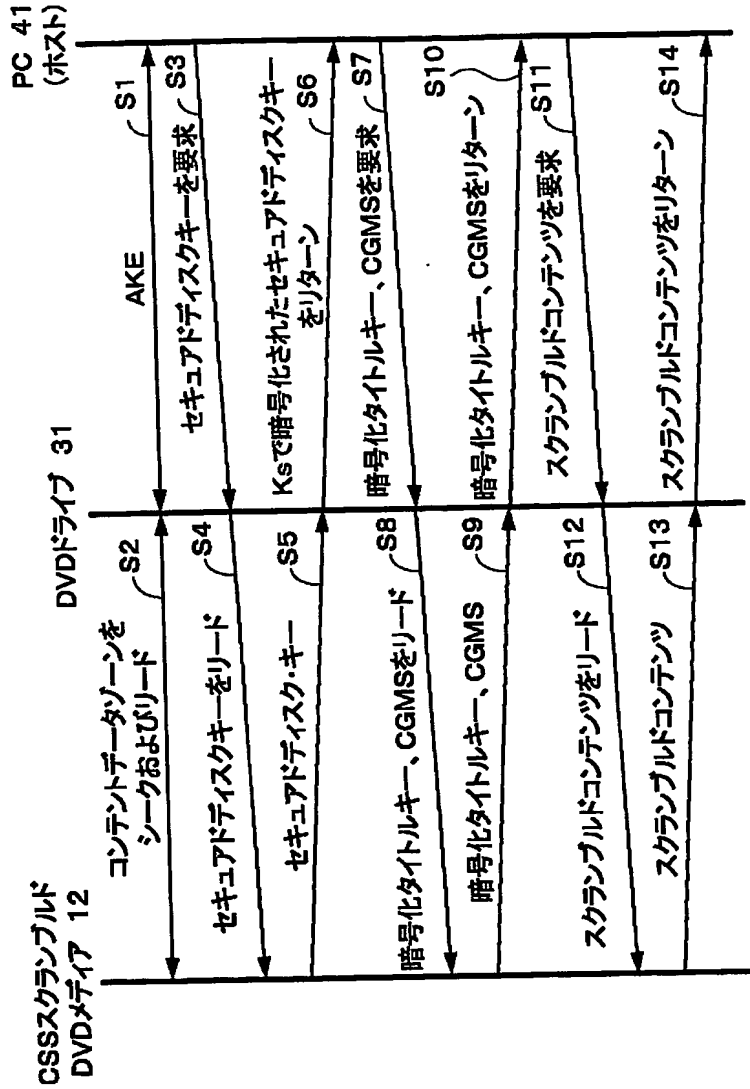 CSSスクランブルド
DVDメディア 12
DVDドライブ 31
PC 41
(ホスト)
S1
AKE
コンテントデータゾーンを
シークおよびリード
S2
S3
セキュアドディスクキーを要求
セキュアドディスクキーをリード
S4
セキュアドディスク・キー
S5
Ksで暗号化されたセキュアドディスクキー
をリターン
S6
暗号化タイトルキー、CGMSを要求
S7
暗号化タイトルキー、CGMSをリード
S8
暗号化タイトルキー、CGMS
S9
暗号化タイトルキー、CGMSをリターン
S10
スクランブルドコンテンツを要求
S11
スクランブルドコンテンツをリード
S12
スクランブルドコンテンツ
S13
スクランブルドコンテンツをリターン
S14